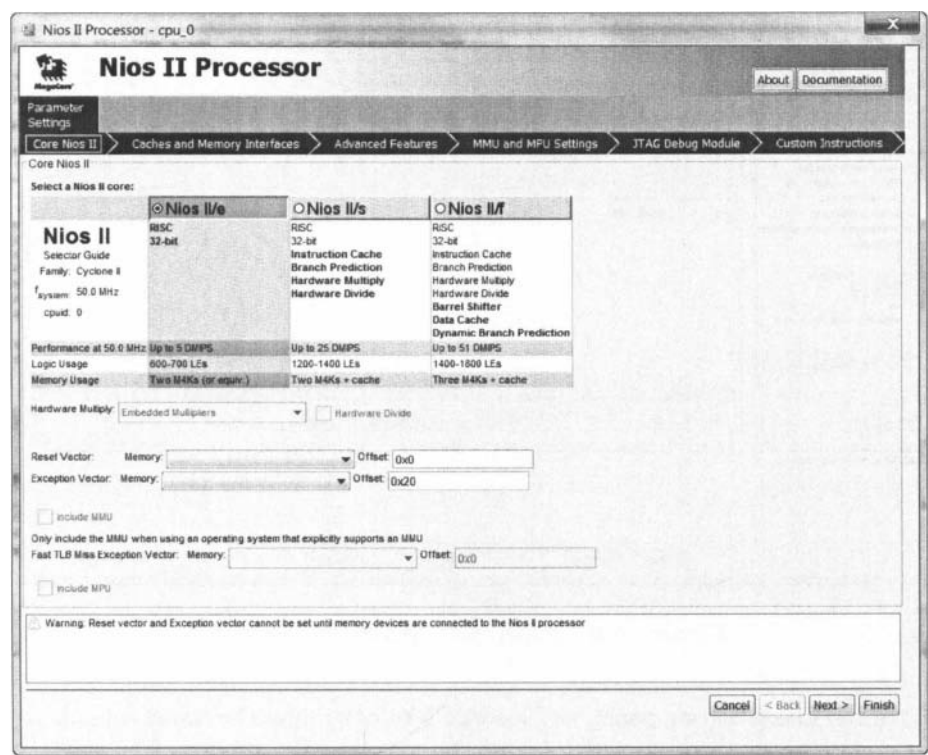 Nios II Processor - cpu_0
MegaCore'
Nios II Processor
About
Documentation
Parameter
Settings
Core Nios II
Caches and Memory Interfaces
Advanced Features
MMU and MPU Settings
JTAG Debug Module
Custom Instructions
Core Nios II
Select a Nios II core:
Nios II/e
Nios II/s
Nios II/f
Nios II
Selector Guide
Family: Cyclone II
fsystem: 50.0 MHz
cpuid: 0
RISC
32-bit
RISC
32-bit
Instruction Cache
Branch Prediction
Hardware Multiply
Hardware Divide
RISC
32-bit
Instruction Cache
Branch Prediction
Hardware Multiply
Hardware Divide
Barrel Shifter
Data Cache
Dynamic Branch Prediction
Performance at 50.0 MHz Up to 5 DMIPS Up to 25 DMIPS Up to 51 DMIPS
Logic Usage 600-700 LEs 1200-1400 LEs 1400-1800 LEs
Memory Usage Two M4Ks (or equiv.) Two M4Ks + cache Three M4Ks + cache
Hardware Multiply: Embedded Multipliers Hardware Divide
Reset Vector: Memory: Offset: 0x0
Exception Vector: Memory: Offset: 0x20
Include MMU
Only include the MMU when using an operating system that explicitly supports an MMU
Fast TLB Miss Exception Vector: Memory: Offset: 0x0
Include MPU
Warning: Reset vector and Exception vector cannot be set until memory devices are connected to the Nios II processor
Cancel < Back Next > Finish